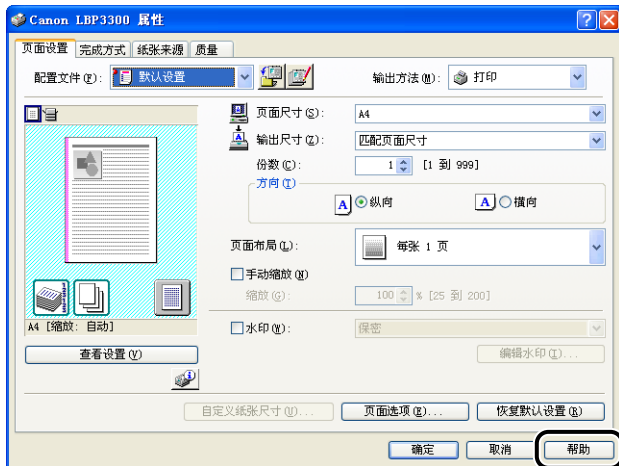 Canon LBP3300 属性
页面设置 完成方式 纸张来源 质量
配置文件(F): 默认设置 输出方法(M): 打印
页面尺寸(S): A4
输出尺寸(Z): 匹配页面尺寸
份数(C): 1 [1 到 999]
方向(T)
A 纵向 A 横向
页面布局(L): 每张 1 页
手动缩放(N)
缩放(G): 100 % [25 到 200]
A4 [缩放: 自动]
水印(W): 保密
查看设置(V) 编辑水印(I)...
自定义纸张尺寸(U)... 页面选项(E)... 恢复默认设置(R)
确定 取消 帮助